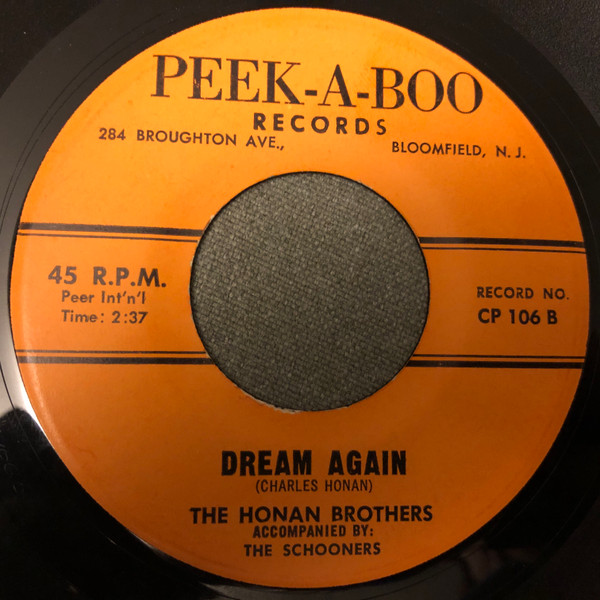 PEEK-A-BOO
RECORDS
284 BROUGHTON AVE., BLOOMFIELD, N. J.
45 R.P.M.
Peer Int'n'l
Time: 2:37
RECORD NO.
CP 106 B
DREAM AGAIN
(CHARLES HONAN)
THE HONAN BROTHERS
ACCOMPANIED BY:
THE SCHOONERS